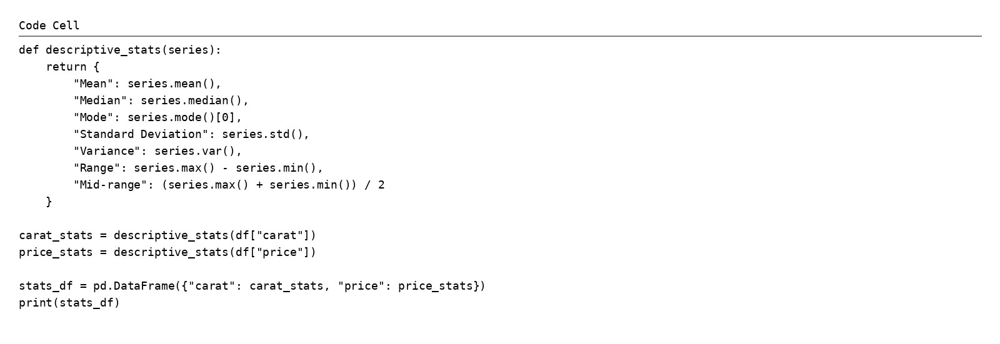 Code Cell
def descriptive_stats(series):
    return {
        "Mean": series.mean(),
        "Median": series.median(),
        "Mode": series.mode()[0],
        "Standard Deviation": series.std(),
        "Variance": series.var(),
        "Range": series.max() - series.min(),
        "Mid-range": (series.max() + series.min()) / 2
    }

carat_stats = descriptive_stats(df["carat"])
price_stats = descriptive_stats(df["price"])

stats_df = pd.DataFrame({"carat": carat_stats, "price": price_stats})
print(stats_df)